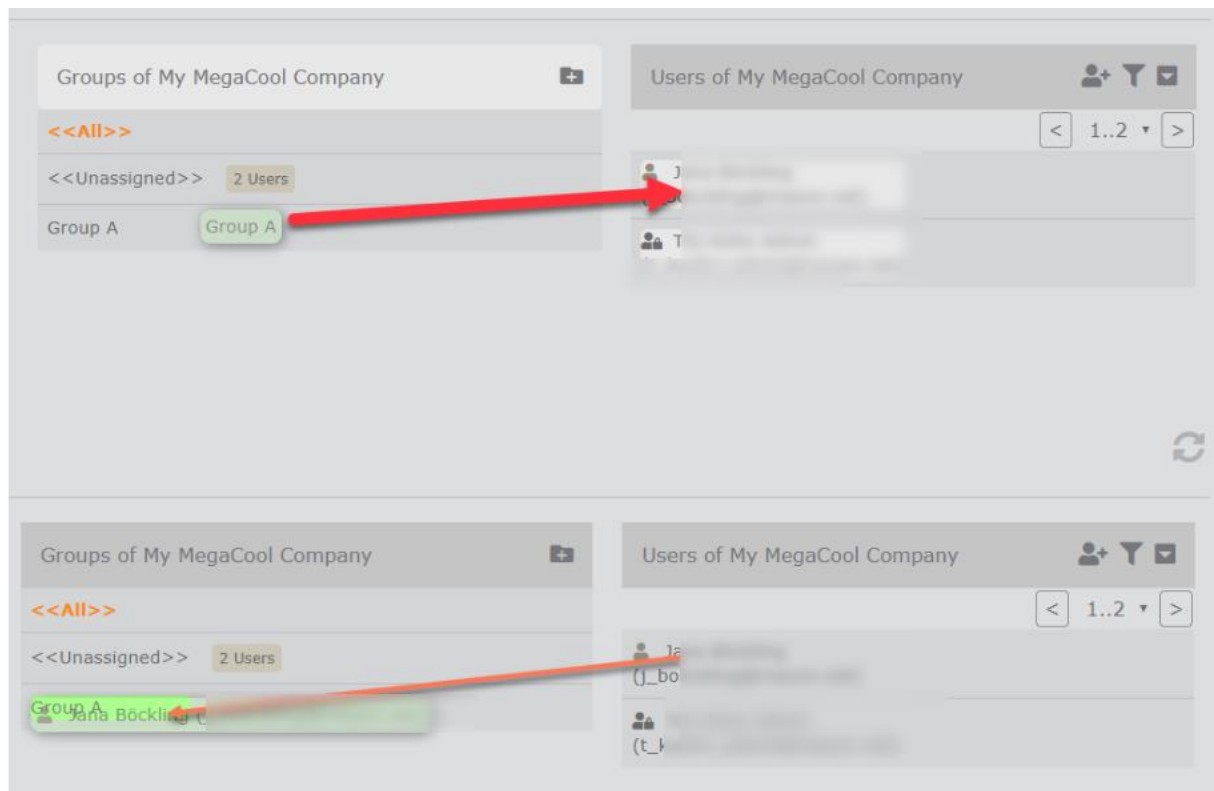 Groups of My MegaCool Company
Users of My MegaCool Company
<<All>>
< 1..2 >
<<Unassigned>> 2 Users
Group A Group A
Groups of My MegaCool Company
Users of My MegaCool Company
<<All>>
< 1..2 >
<<Unassigned>> 2 Users
(j_bo
Group A
Jana Böckling (